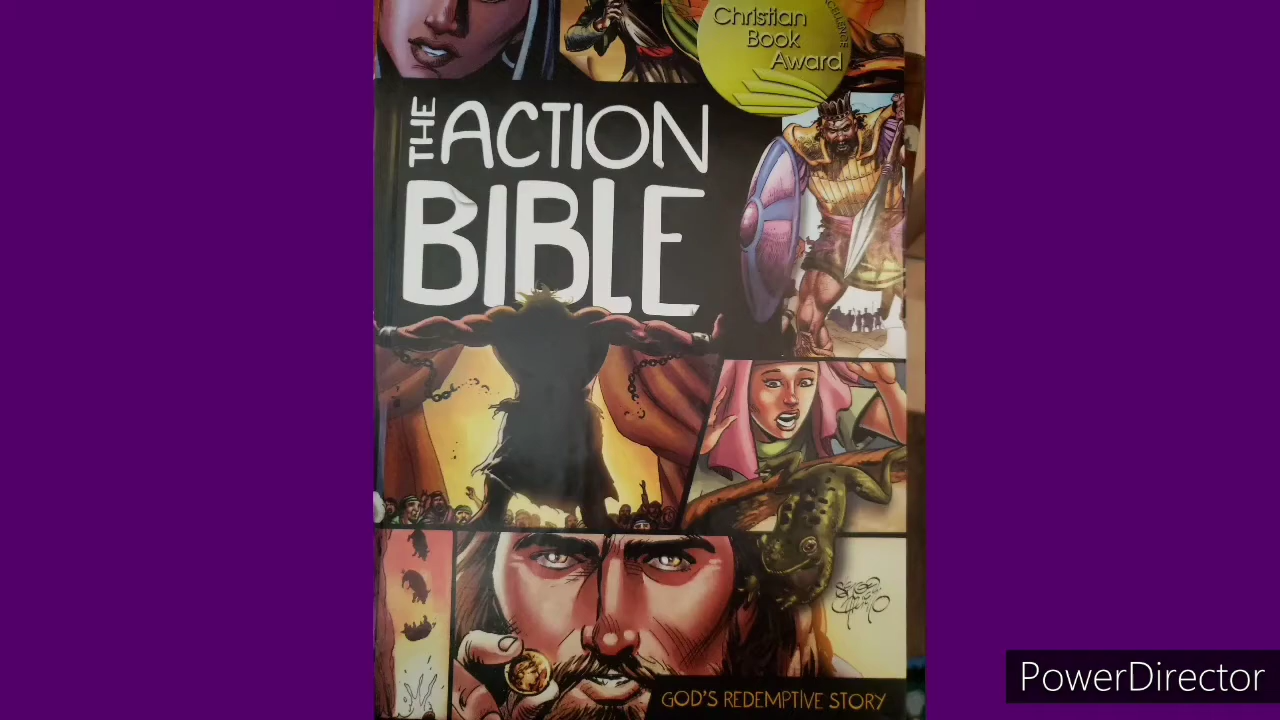 Christian
Book
Award
THE ACTION
BIBLE
GOD'S REDEMPTIVE STORY
PowerDirector